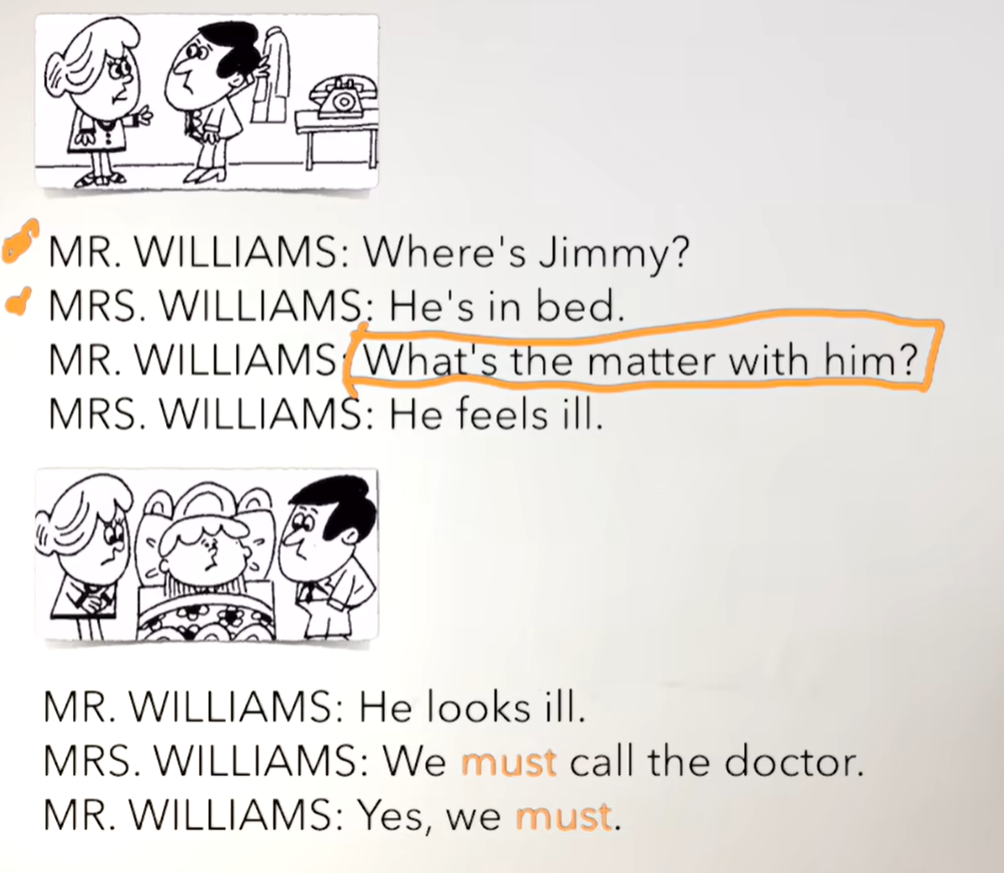 MR. WILLIAMS: Where's Jimmy?
MRS. WILLIAMS: He's in bed.
MR. WILLIAMS: What's the matter with him?
MRS. WILLIAMS: He feels ill.
MR. WILLIAMS: He looks ill.
MRS. WILLIAMS: We must call the doctor.
MR. WILLIAMS: Yes, we must.